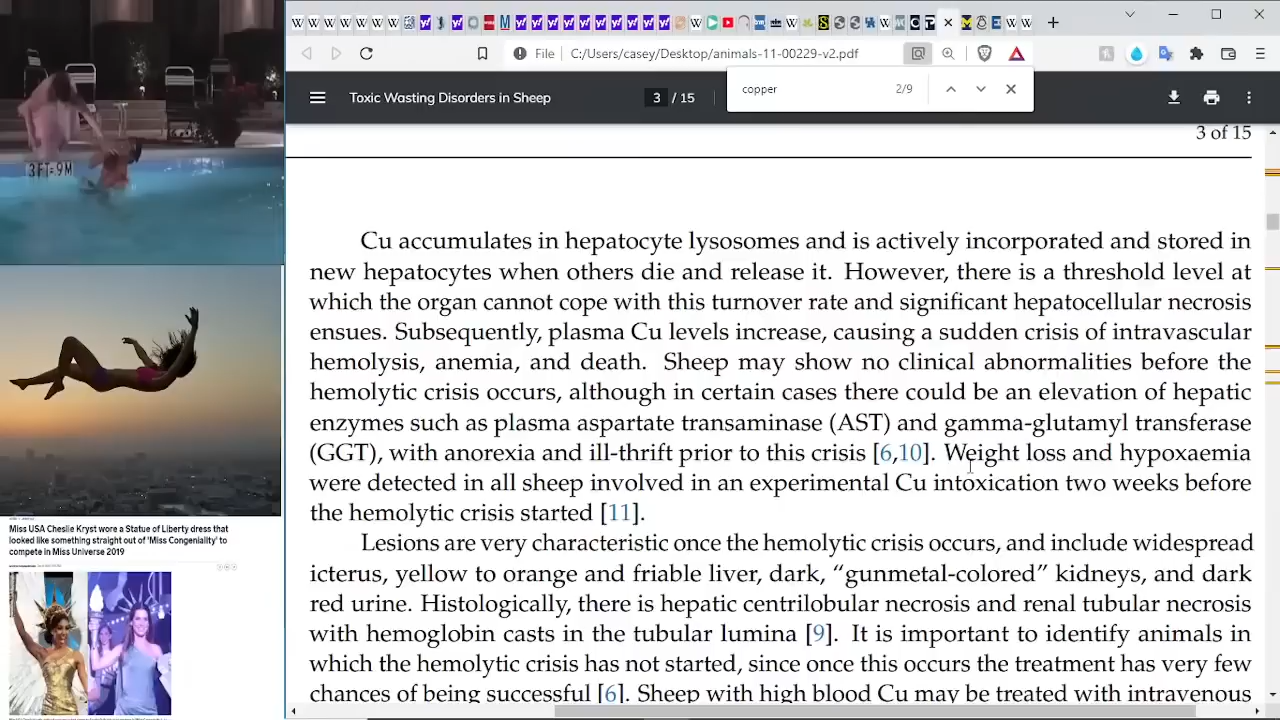 3FT=9M
Miss USA Cheslie Kryst wore a Statue of Liberty dress that
looked like something straight out of 'Miss Congeniality' to
compete in Miss Universe 2019
File
C:/Users/casey/Desktop/animals-11-00229-v2.pdf
copper
2/9
Toxic Wasting Disorders in Sheep
3 / 15
3 of 15
Cu accumulates in hepatocyte lysosomes and is actively incorporated and stored in
new hepatocytes when others die and release it. However, there is a threshold level at
which the organ cannot cope with this turnover rate and significant hepatocellular necrosis
ensues. Subsequently, plasma Cu levels increase, causing a sudden crisis of intravascular
hemolysis, anemia, and death. Sheep may show no clinical abnormalities before the
hemolytic crisis occurs, although in certain cases there could be an elevation of hepatic
enzymes such as plasma aspartate transaminase (AST) and gamma-glutamyl transferase
(GGT), with anorexia and ill-thrift prior to this crisis [6,10]. Weight loss and hypoxaemia
were detected in all sheep involved in an experimental Cu intoxication two weeks before
the hemolytic crisis started [11].
Lesions are very characteristic once the hemolytic crisis occurs, and include widespread
icterus, yellow to orange and friable liver, dark, “gunmetal-colored” kidneys, and dark
red urine. Histologically, there is hepatic centrilobular necrosis and renal tubular necrosis
with hemoglobin casts in the tubular lumina [9]. It is important to identify animals in
which the hemolytic crisis has not started, since once this occurs the treatment has very few
chances of being successful [6]. Sheep with high blood Cu may be treated with intravenous